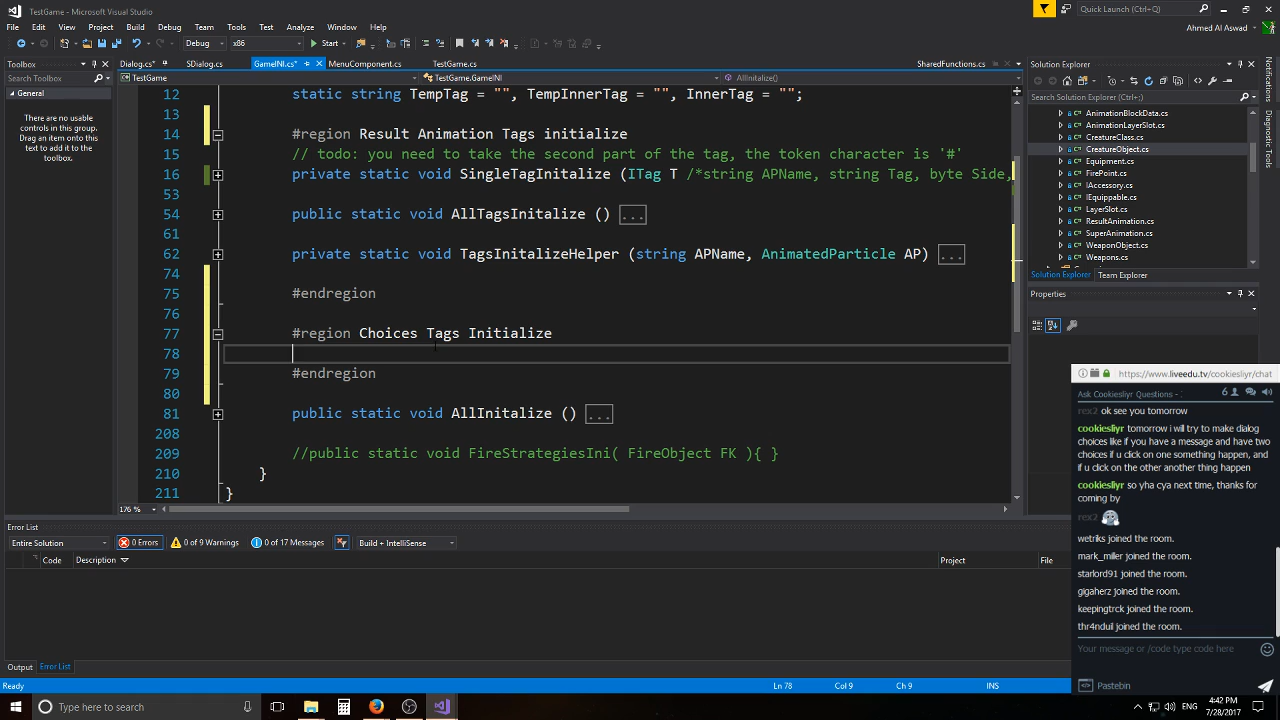 TestGame - Microsoft Visual Studio
Quick Launch (Ctrl+Q)
File Edit View Project Build Debug Team Tools Test Analyze Window Help
Ahmed Al Aswad
Debug x86 Start
Toolbox
Search Toolbox
General
There are no usable
controls in this group.
Drag an item onto this
text to add it to the
toolbox.
Dialog.cs* SDialog.cs GameINI.cs* MenuComponent.cs TestGame.cs SharedFunctions.cs
TestGame TestGame.GameINI AllInitalize()
12 static string TempTag = "", TempInnerTag = "", InnerTag = "";
13
14 #region Result Animation Tags initialize
15 // todo: you need to take the second part of the tag, the token character is '#'
16 private static void SingleTagInitalize (ITag T /*string APName, string Tag, byte Side,
53
54 public static void AllTagsInitalize () ...
61
62 private static void TagsInitalizeHelper (string APName, AnimatedParticle AP) ...
74
75 #endregion
76
77 #region Choices Tags Initialize
78
79 #endregion
80
81 public static void AllInitalize () ...
208
209 //public static void FireStrategiesIni( FireObject FK ){ }
210 }
211 }
176 %
Solution Explorer
Search Solution Explorer (Ctrl+;)
AnimationBlockData.cs
AnimationLayerSlot.cs
CreatureClass.cs
CreatureObject.cs
Equipment.cs
FirePoint.cs
IAccessory.cs
IEquippable.cs
LayerSlot.cs
ResultAnimation.cs
SuperAnimation.cs
WeaponObject.cs
Weapons.cs
Solution Explorer Team Explorer
Properties
Notifications
Diagnostic Tools
Error List
Entire Solution 0 Errors 0 of 9 Warnings 0 of 17 Messages Build + IntelliSense
Code Description Project File
Output Error List
Ready Ln 78 Col 9 Ch 9 INS
https://www.liveedu.tv/cookiesliyr/chat
Ask Cookiesliyr Questions - : 6
rex2 ok see you tomorrow
cookiesliyr tomorrow i will try to make dialog
choices like if you have a message and have two
choices if u click on one something happen, and
if u click on the other another thing happen
cookiesliyr so yha cya next time, thanks for
coming by
rex2
wetriks joined the room.
mark_miller joined the room.
starlord91 joined the room.
gigaherz joined the room.
keepingtrck joined the room.
thr4nduil joined the room.
Your message or /code type code here
Pastebin
Type here to search
ENG
4:42 PM
7/28/2017